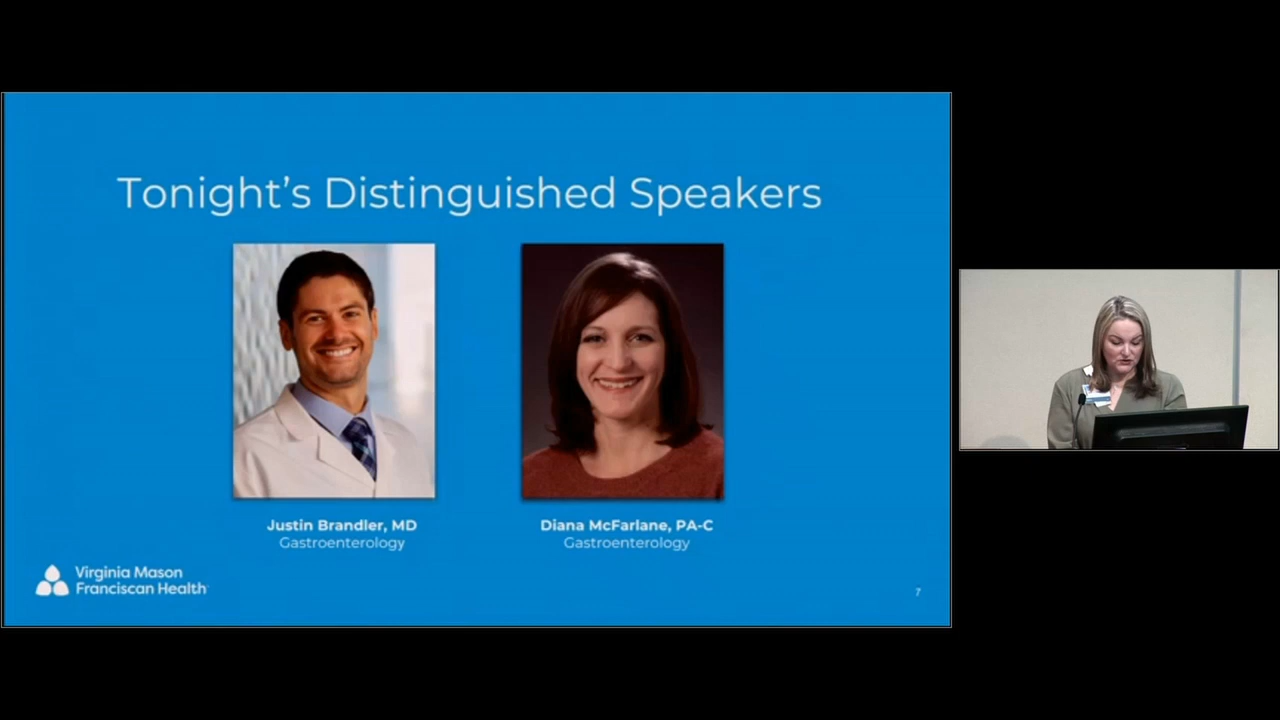 Tonight’s Distinguished Speakers
Justin Brandler, MD
Gastroenterology
Diana McFarlane, PA-C
Gastroenterology
Virginia Mason
Franciscan Health
7